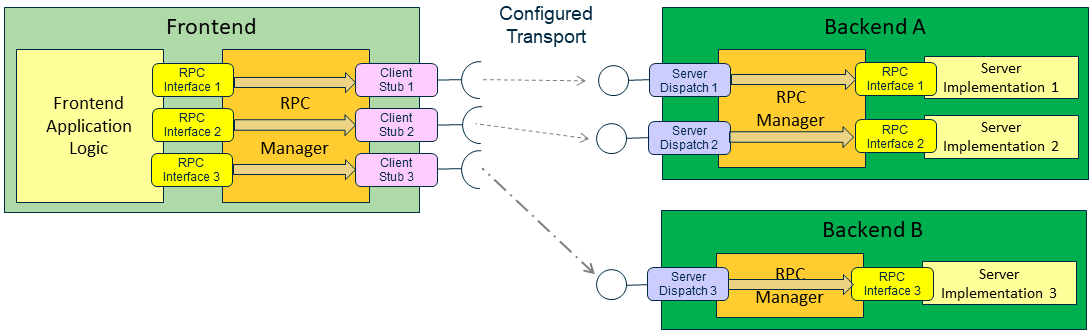 Frontend
Configured
Transport
Backend A
Frontend
Application
Logic
RPC
Interface 1
RPC
Interface 2
RPC
Interface 3
RPC
Manager
Client
Stub 1
Client
Stub 2
Client
Stub 3
Server
Dispatch 1
Server
Dispatch 2
RPC
Manager
RPC
Interface 1
RPC
Interface 2
Server
Implementation 1
Server
Implementation 2
Backend B
Server
Dispatch 3
RPC
Manager
RPC
Interface 3
Server
Implementation 3